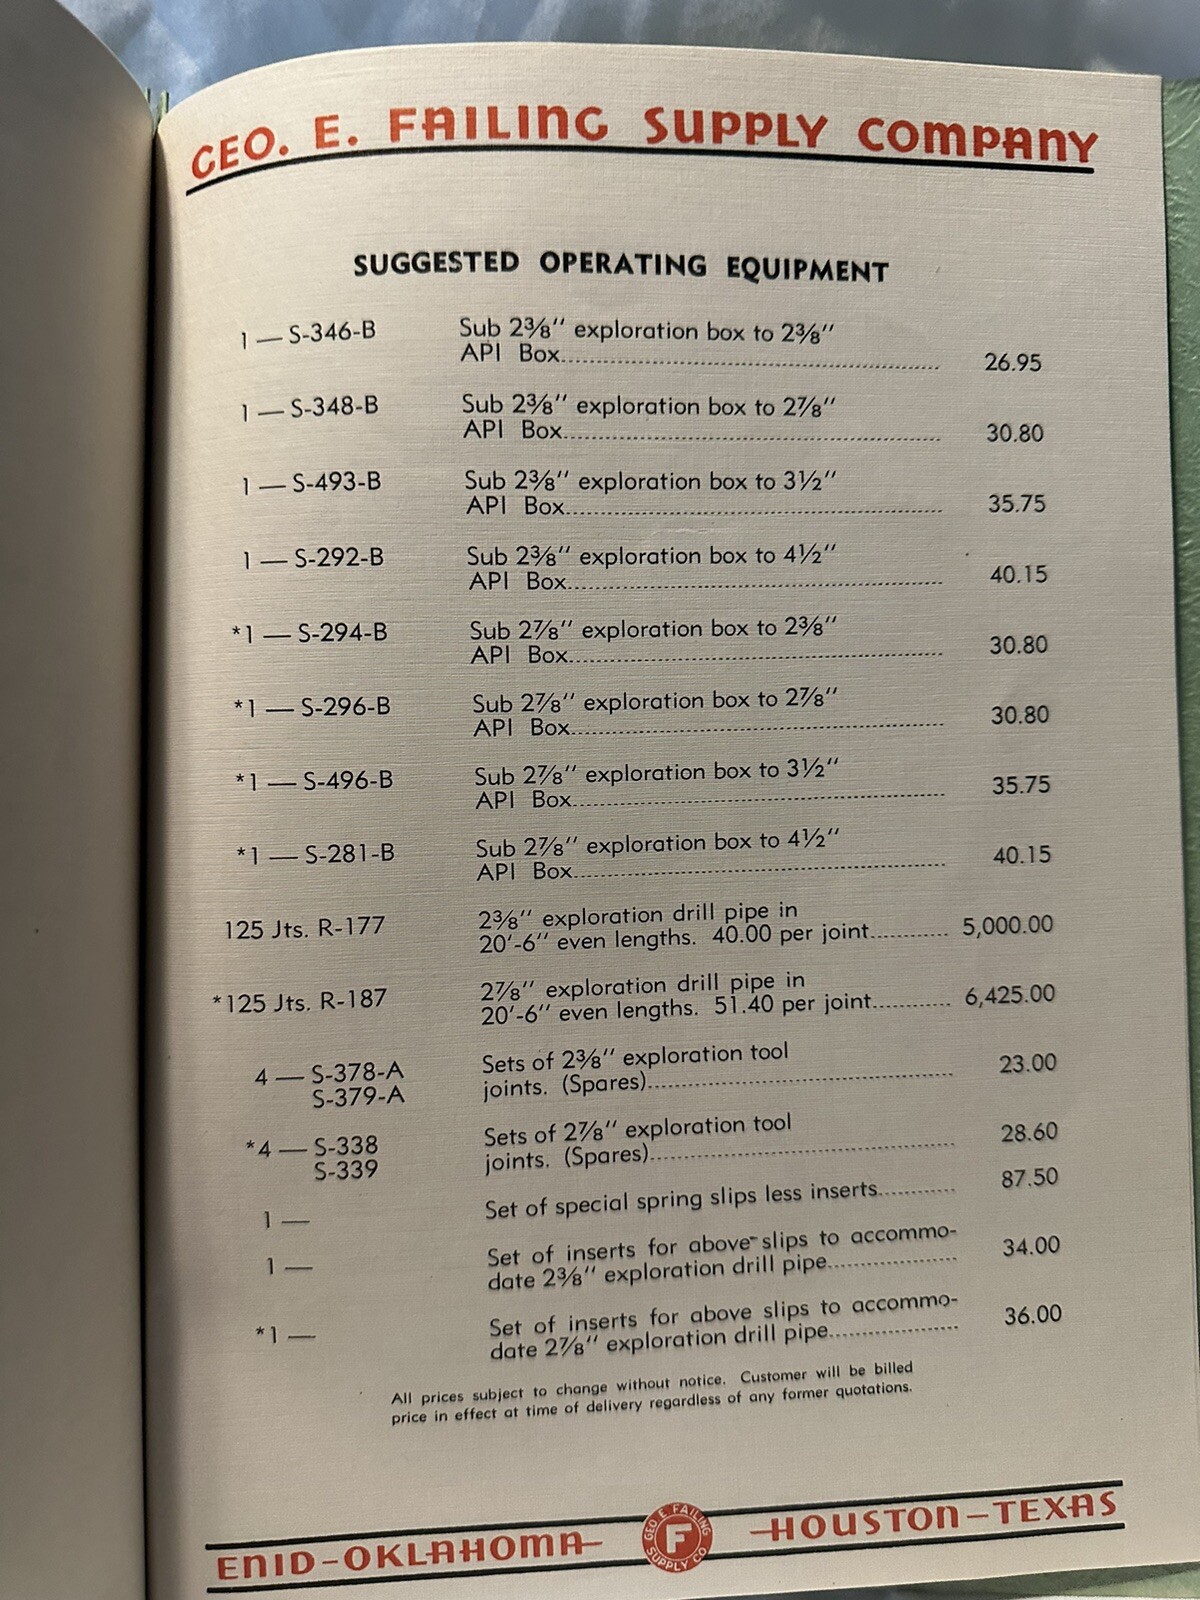 GEO. E. FAILING SUPPLY COMPANY
SUGGESTED OPERATING EQUIPMENT
1 — S-346-B Sub 2⅜" exploration box to 2⅜"
API Box 26.95
1 — S-348-B Sub 2⅜" exploration box to 2⅞"
API Box 30.80
1 — S-493-B Sub 2⅜" exploration box to 3½"
API Box 35.75
1 — S-292-B Sub 2⅜" exploration box to 4½"
API Box 40.15
*1 — S-294-B Sub 2⅞" exploration box to 2⅜"
API Box 30.80
*1 — S-296-B Sub 2⅞" exploration box to 2⅞"
API Box 30.80
*1 — S-496-B Sub 2⅞" exploration box to 3½"
API Box 35.75
*1 — S-281-B Sub 2⅞" exploration box to 4½"
API Box 40.15
125 Jts. R-177 2⅜" exploration drill pipe in
20'-6" even lengths. 40.00 per joint 5,000.00
*125 Jts. R-187 2⅞" exploration drill pipe in
20'-6" even lengths. 51.40 per joint 6,425.00
4 — S-378-A Sets of 2⅜" exploration tool
S-379-A joints. (Spares) 23.00
*4 — S-338 Sets of 2⅞" exploration tool
S-339 joints. (Spares) 28.60
1 — Set of special spring slips less inserts 87.50
1 — Set of inserts for above slips to accommo-
date 2⅜" exploration drill pipe 34.00
*1 — Set of inserts for above slips to accommo-
date 2⅞" exploration drill pipe 36.00
All prices subject to change without notice. Customer will be billed
price in effect at time of delivery regardless of any former quotations.
ENID-OKLAHOMA
GEO E FAILING
F
SUPPLY CO
HOUSTON-TEXAS